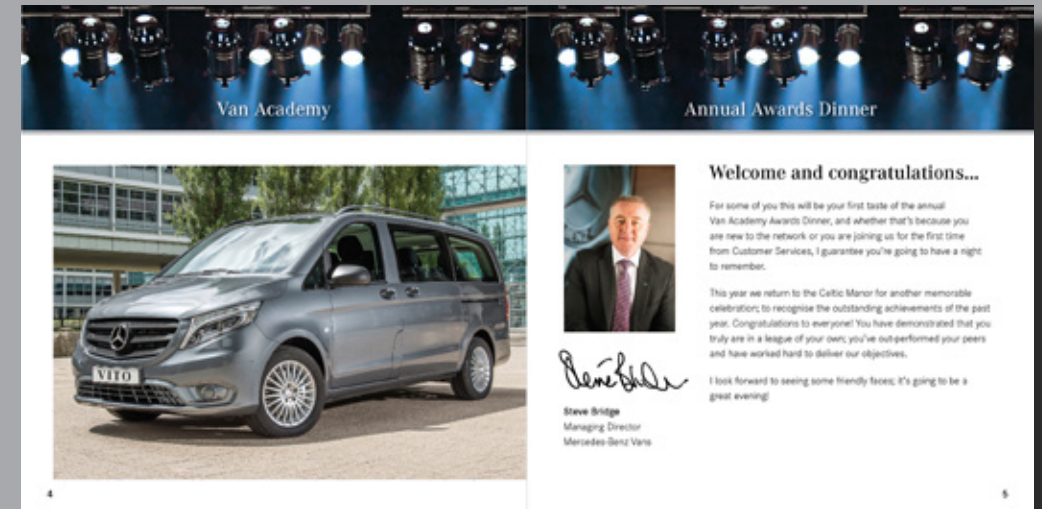 Van Academy
VITO
4
Annual Awards Dinner
Welcome and congratulations...
For some of you this will be your first taste of the annual
Van Academy Awards Dinner, and whether that's because you
are new to the network or you are joining us for the first time
from Customer Services, I guarantee you're going to have a night
to remember.
This year we return to the Celtic Manor for another memorable
celebration; to recognise the outstanding achievements of the past
year. Congratulations to everyone! You have demonstrated that you
truly are in a league of your own; you've out-performed your peers
and have worked hard to deliver our objectives.
I look forward to seeing some friendly faces; it's going to be a
great evening!
Steve Bridge
Managing Director
Mercedes-Benz Vans
5